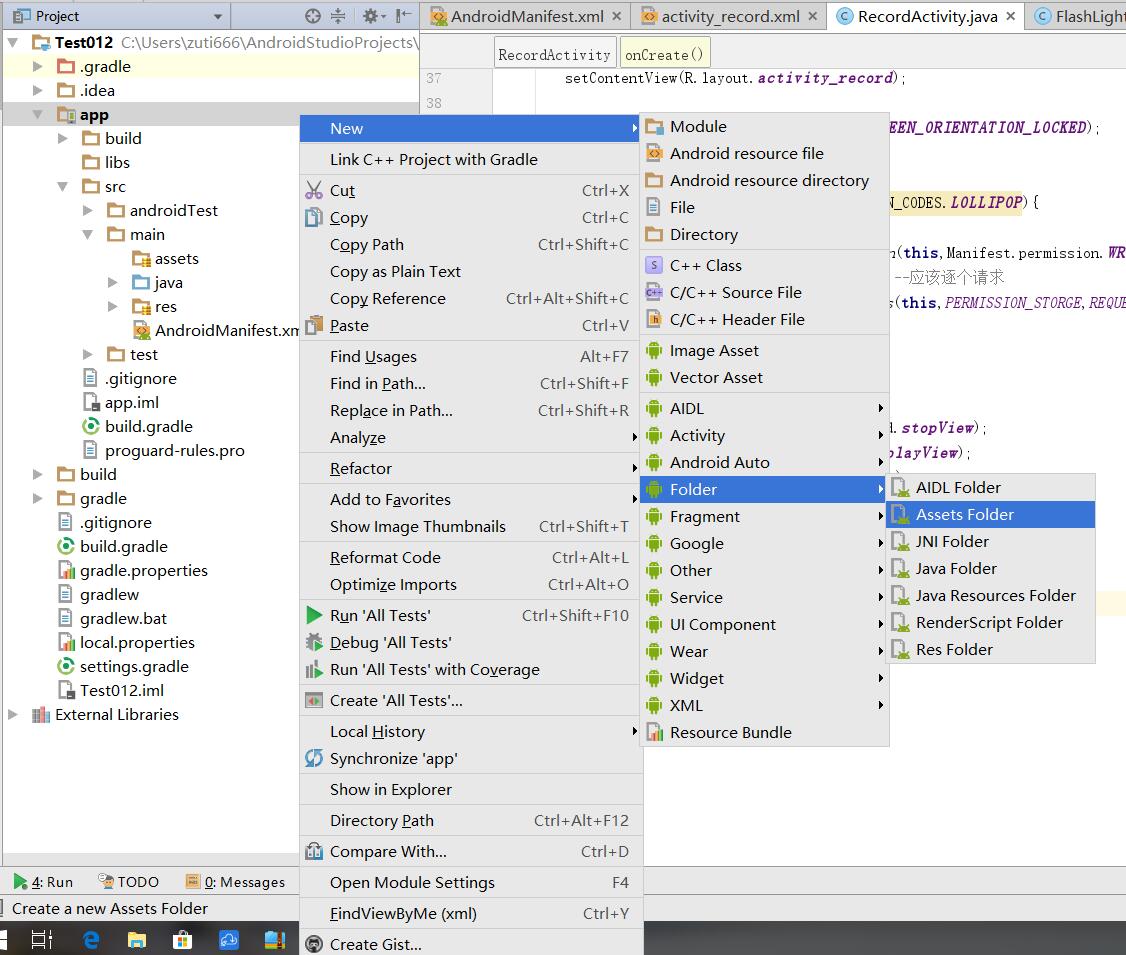 Project
AndroidManifest.xml
activity_record.xml
RecordActivity.java
FlashLight
Test012 C:\Users\zuti666\AndroidStudioProjects\
.gradle
.idea
app
build
libs
src
androidTest
main
assets
java
res
AndroidManifest.xm
test
.gitignore
app.iml
build.gradle
proguard-rules.pro
build
gradle
.gitignore
build.gradle
gradle.properties
gradlew
gradlew.bat
local.properties
settings.gradle
Test012.iml
External Libraries
RecordActivity
onCreate()
37
setContentView(R.layout.activity_record);
38
EEN_ORIENTATION_LOCKED);
N_CODES.LOLLIPOP){
(this,Manifest.permission.WR
--应该逐个请求
s(this,PERMISSION_STORGE,REQUE
.stopView);
layView);
New
Link C++ Project with Gradle
Cut Ctrl+X
Copy Ctrl+C
Copy Path Ctrl+Shift+C
Copy as Plain Text
Copy Reference Ctrl+Alt+Shift+C
Paste Ctrl+V
Find Usages Alt+F7
Find in Path... Ctrl+Shift+F
Replace in Path... Ctrl+Shift+R
Analyze
Refactor
Add to Favorites
Show Image Thumbnails Ctrl+Shift+T
Reformat Code Ctrl+Alt+L
Optimize Imports Ctrl+Alt+O
Run 'All Tests' Ctrl+Shift+F10
Debug 'All Tests'
Run 'All Tests' with Coverage
Create 'All Tests'...
Local History
Synchronize 'app'
Show in Explorer
Directory Path Ctrl+Alt+F12
Compare With... Ctrl+D
Open Module Settings F4
FindViewByMe (xml) Ctrl+Y
Create Gist...
Module
Android resource file
Android resource directory
File
Directory
C++ Class
C/C++ Source File
C/C++ Header File
Image Asset
Vector Asset
AIDL
Activity
Android Auto
Folder
Fragment
Google
Other
Service
UI Component
Wear
Widget
XML
Resource Bundle
AIDL Folder
Assets Folder
JNI Folder
Java Folder
Java Resources Folder
RenderScript Folder
Res Folder
4: Run
TODO
0: Messages
Create a new Assets Folder